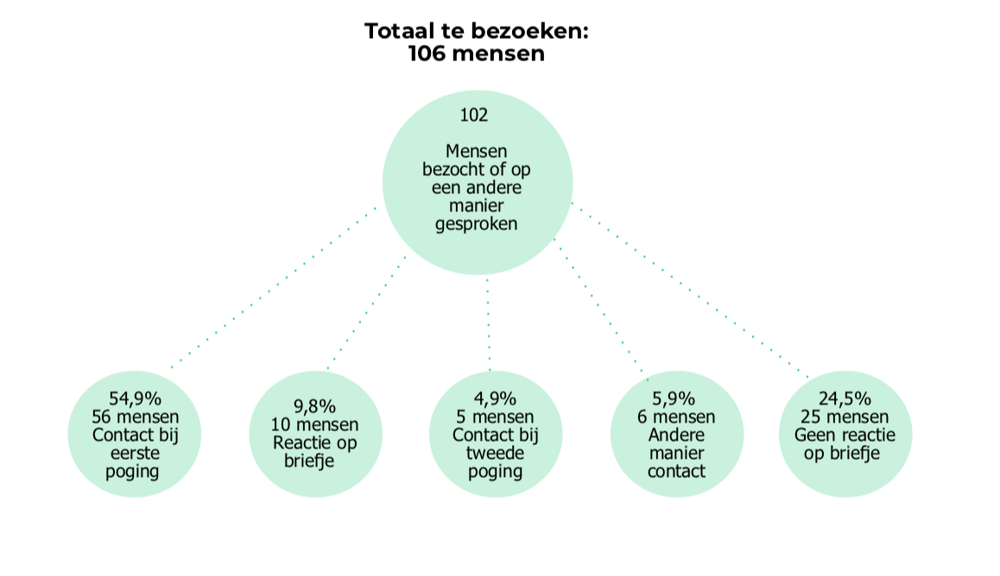 Totaal te bezoeken:
106 mensen
102
Mensen
bezocht of op
een andere
manier
gesproken
54,9%
56 mensen
Contact bij
eerste
poging
9,8%
10 mensen
Reactie op
briefje
4,9%
5 mensen
Contact bij
tweede
poging
5,9%
6 mensen
Andere
manier
contact
24,5%
25 mensen
Geen reactie
op briefje